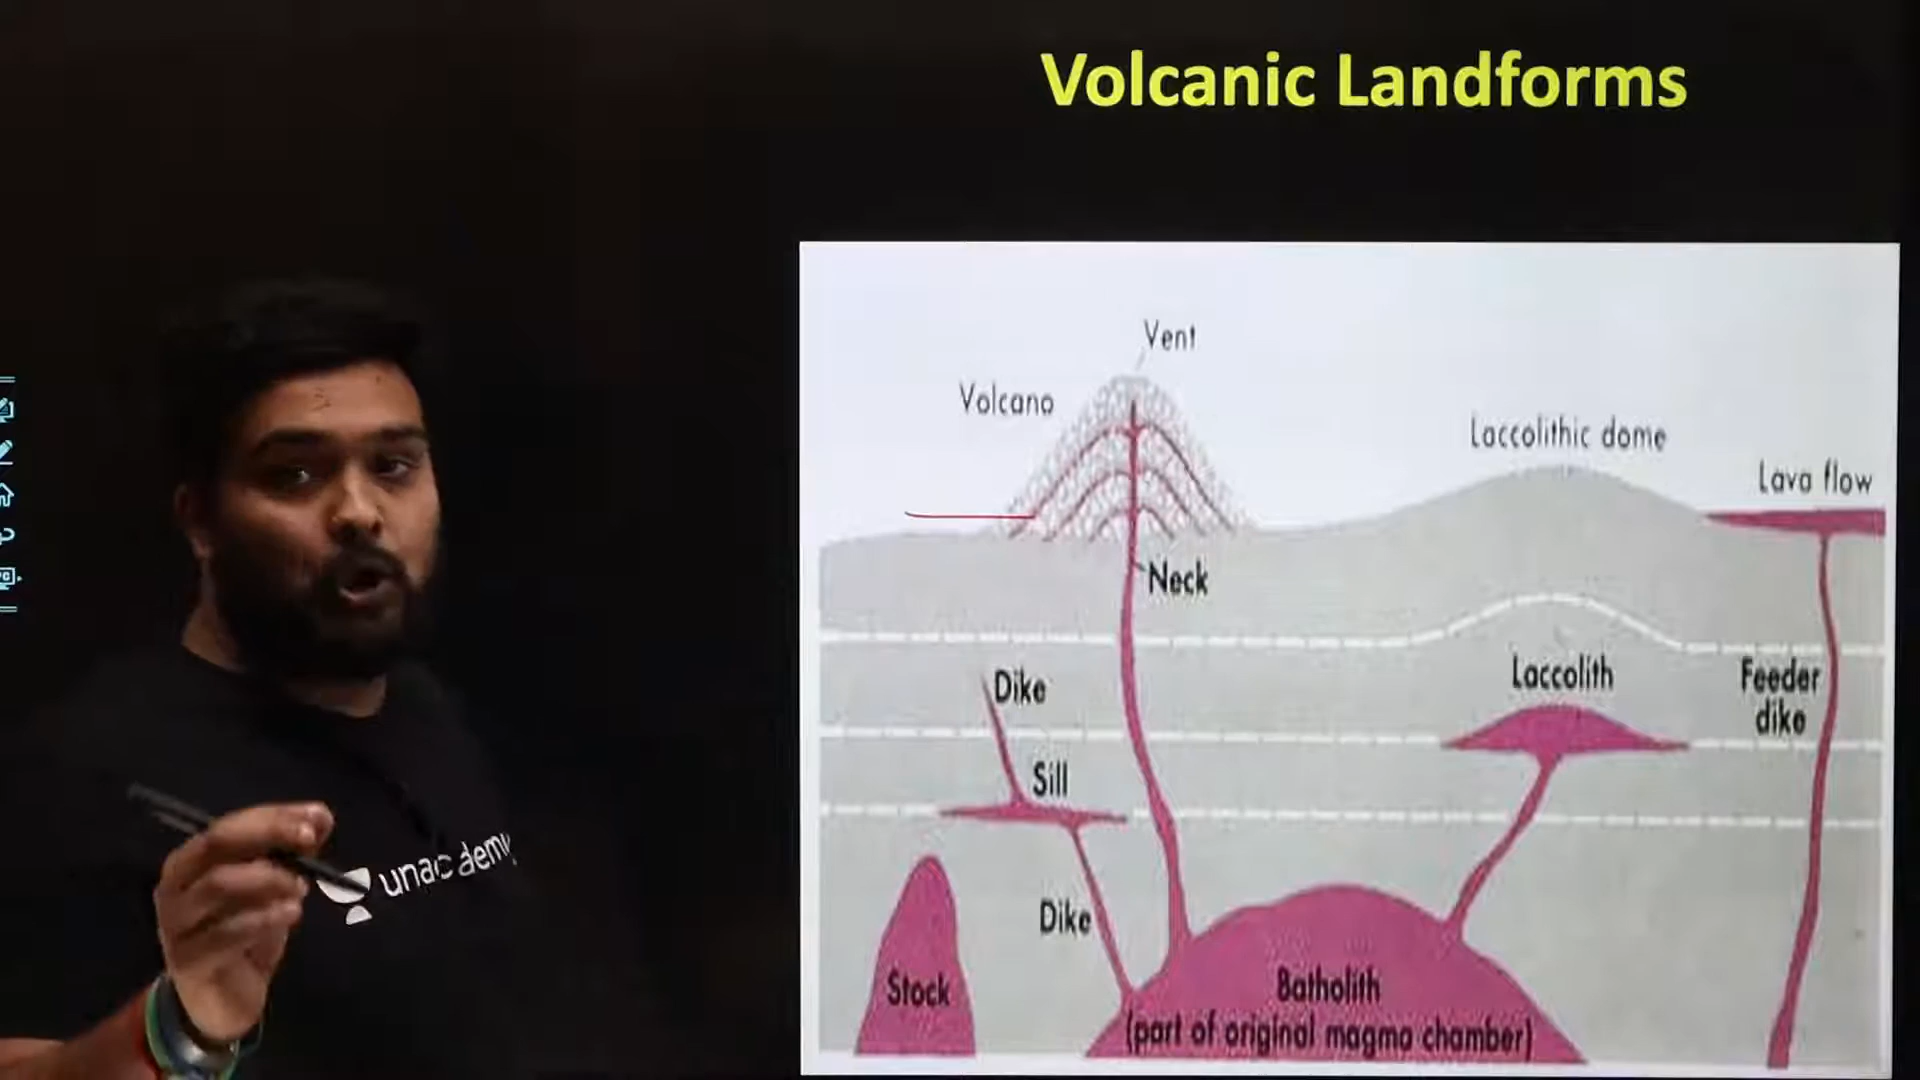 Volcanic Landforms
Vent
Volcano
Laccolithic dome
Lava flow
Neck
Dike
Laccolith
Feeder
dike
Sill
Dike
Stock
Batholith
(part of original magma chamber)
unacademy